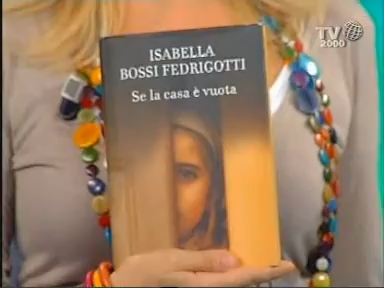 TV
2000
ISABELLA
BOSSI FEDRIGOTTI
Se la casa è vuota